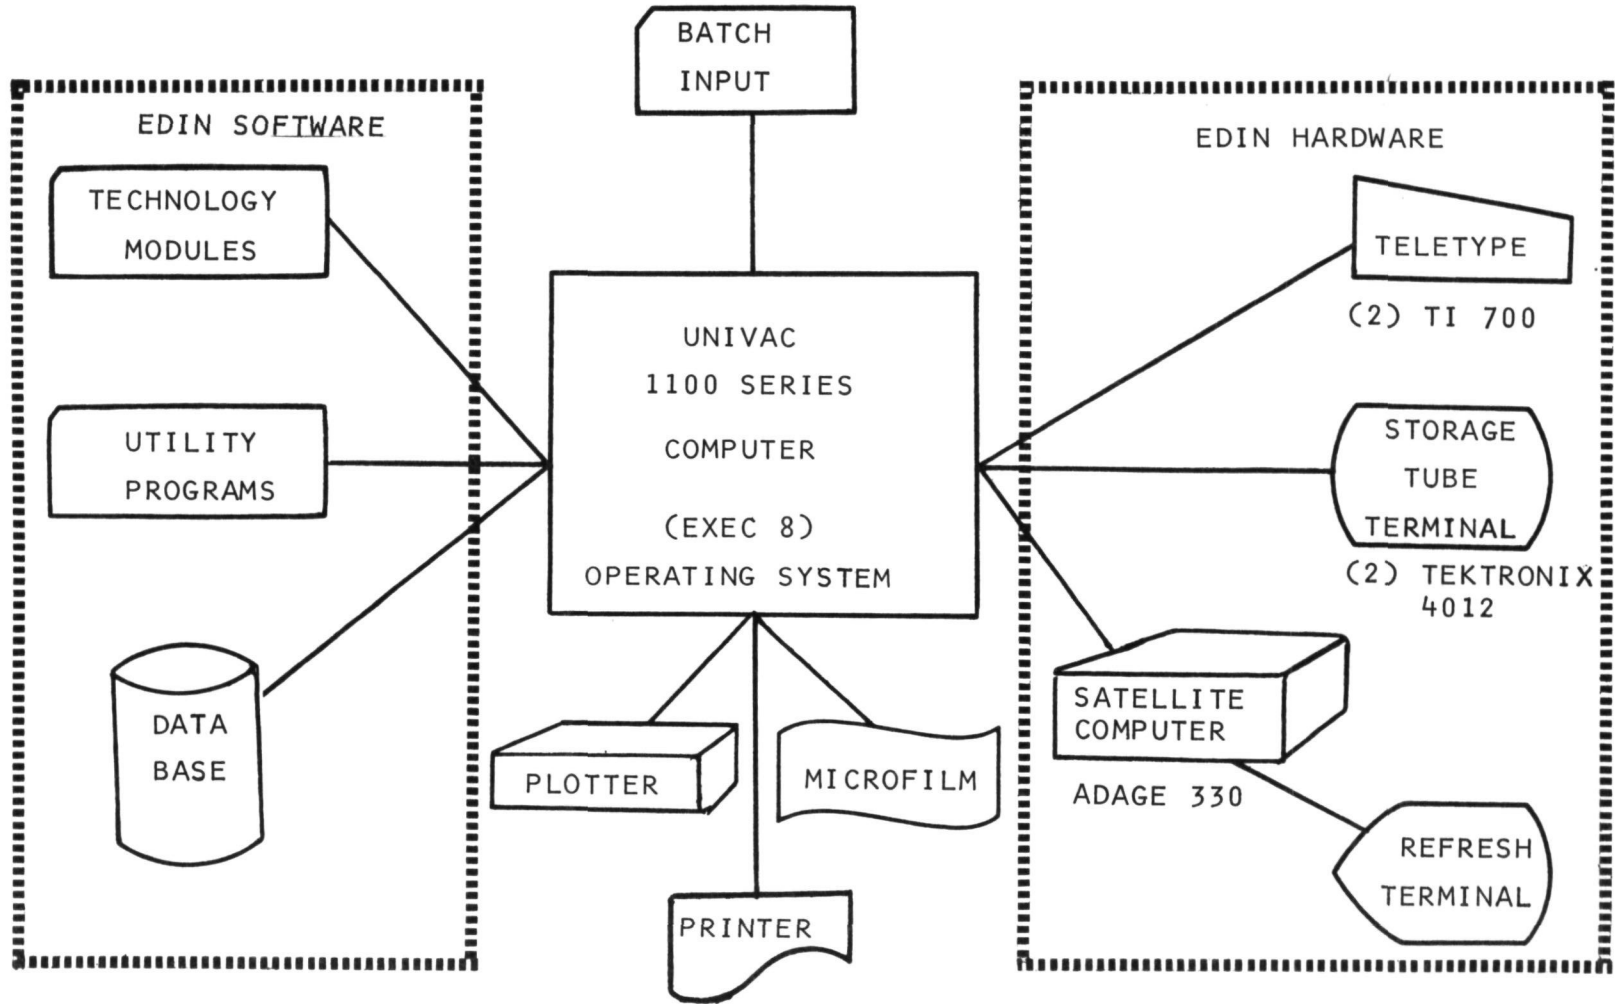 BATCH
INPUT
EDIN SOFTWARE
TECHNOLOGY
MODULES
UTILITY
PROGRAMS
DATA
BASE
UNIVAC
1100 SERIES
COMPUTER
(EXEC 8)
OPERATING SYSTEM
PLOTTER
MICROFILM
PRINTER
EDIN HARDWARE
TELETYPE
(2) TI 700
STORAGE
TUBE
TERMINAL
(2) TEKTRONIX
4012
SATELLITE
COMPUTER
ADAGE 330
REFRESH
TERMINAL